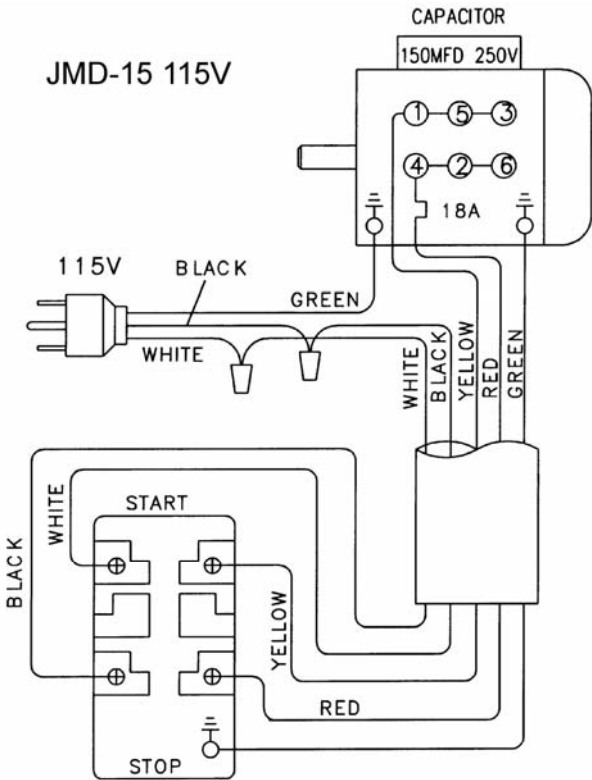 CAPACITOR
150MFD 250V
JMD-15 115V
1 5 3
4 2 6
18A
115V
BLACK
GREEN
WHITE
WHITE
BLACK
YELLOW
RED
GREEN
BLACK
WHITE
START
YELLOW
RED
STOP